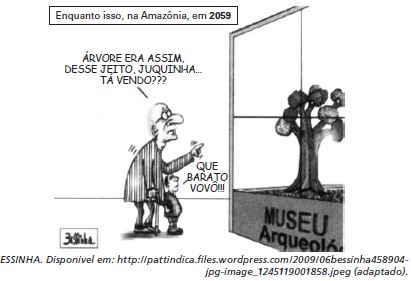 Enquanto isso, na Amazônia, em 2059
ÁRVORE ERA ASSIM,
DESSE JEITO, JUQUINHA...
TÁ VENDO???
QUE
BARATO
VOVÔ!!!
MUSEU
Arqueoló
Bessinha
ESSINHA. Disponível em: http://pattindica.files.wordpress.com/2009/06bessinha458904-
jpg-image_1245119001858.jpeg (adaptado).